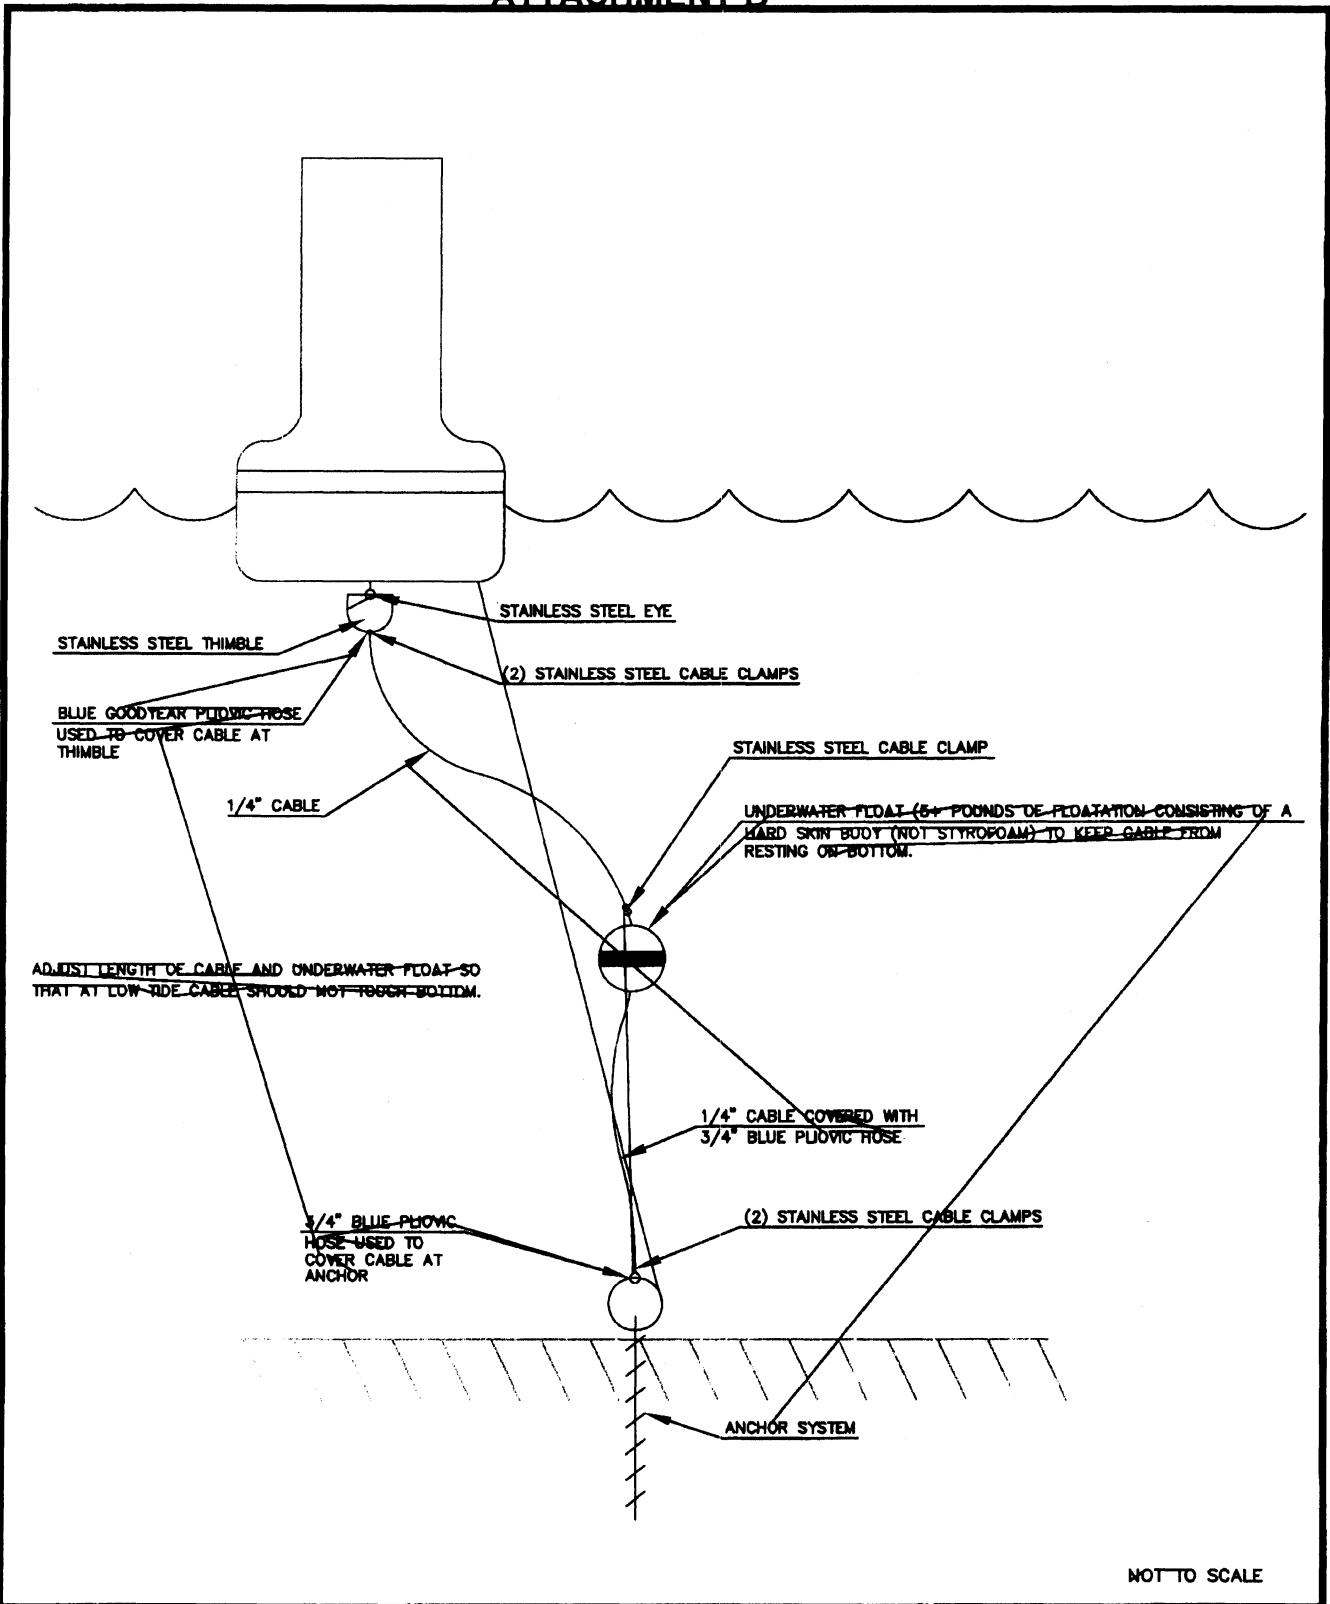 ATTACHMENT B
STAINLESS STEEL EYE
STAINLESS STEEL THIMBLE
(2) STAINLESS STEEL CABLE CLAMPS
BLUE GOODYEAR PLIOVIC HOSE
USED TO COVER CABLE AT
THIMBLE
STAINLESS STEEL CABLE CLAMP
1/4" CABLE
UNDERWATER FLOAT (5+ POUNDS OF FLOATATION CONSISTING OF A
HARD SKIN BUOY (NOT STYROFOAM) TO KEEP CABLE FROM
RESTING ON BOTTOM.
ADJUST LENGTH OF CABLE AND UNDERWATER FLOAT SO
THAT AT LOW TIDE CABLE SHOULD NOT TOUCH BOTTOM.
1/4" CABLE COVERED WITH
3/4" BLUE PLIOVIC HOSE
3/4" BLUE PLIOVIC
HOSE USED TO
COVER CABLE AT
ANCHOR
(2) STAINLESS STEEL CABLE CLAMPS
ANCHOR SYSTEM
NOT TO SCALE